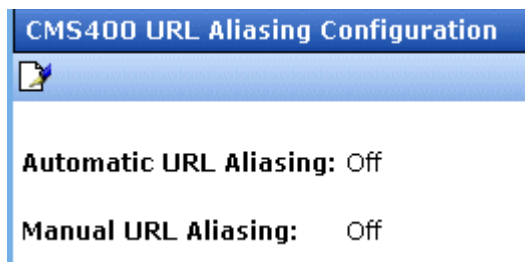 CMS400 URL Aliasing Configuration
Automatic URL Aliasing: Off
Manual URL Aliasing: Off